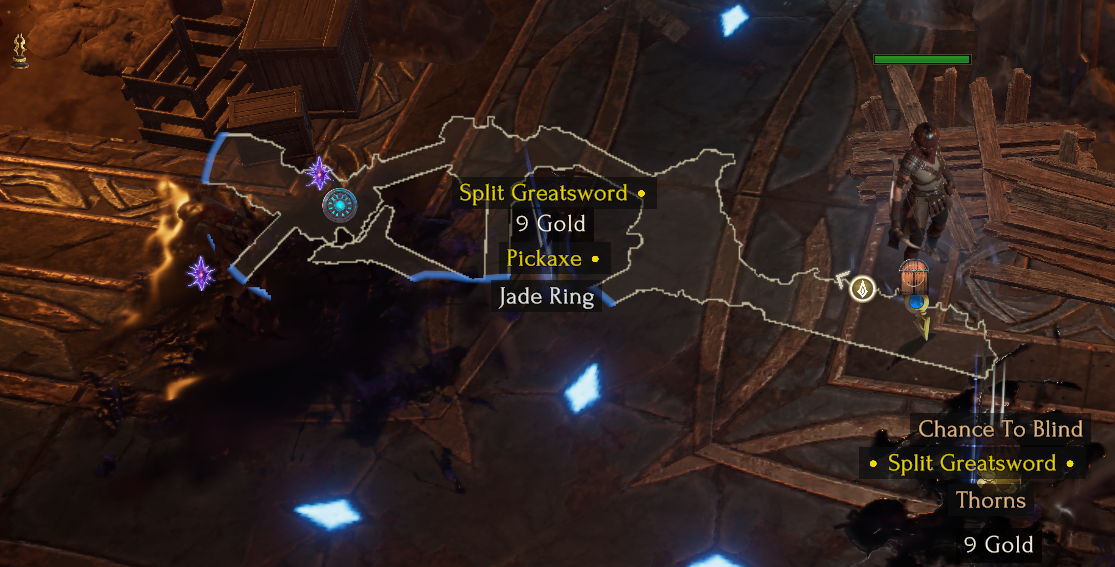 Split Greatsword •
9 Gold
Pickaxe •
Jade Ring
Chance To Blind
• Split Greatsword •
Thorns
9 Gold